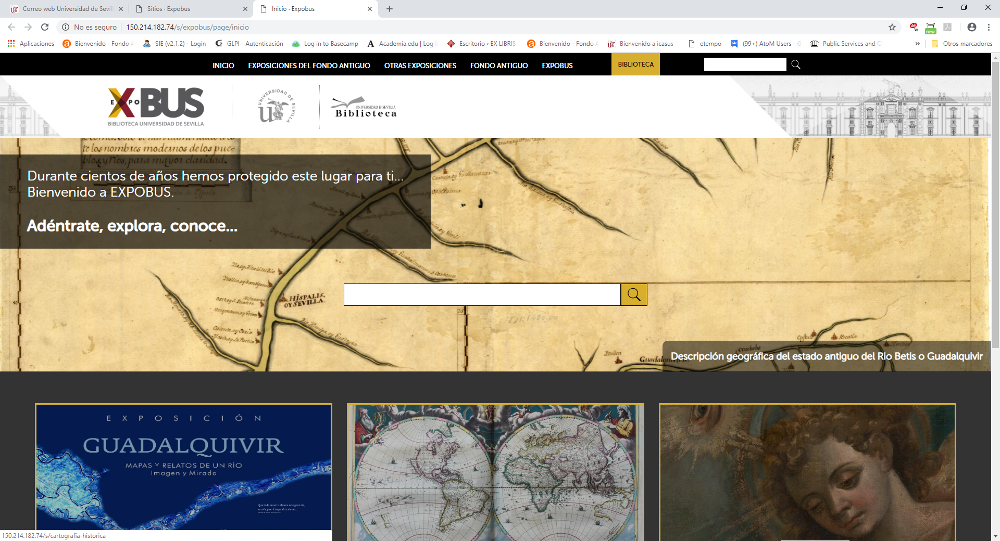 Correo web Universidad de Sevil
Sitios · Expobus
Inicio · Expobus
No es seguro
150.214.182.74/s/expobus/page/inicio
new
Aplicaciones
Bienvenido - Fondo A
SIE (v2.1.2) - Login
GLPI - Autenticación
Log in to Basecamp
Academia.edu | Log I
Escritorio ‹ EX LIBRIS
Bienvenido - Fondo A
Bienvenido a icasus -
etempo
(99+) AtoM Users - G
Public Services and O
»
Otros marcadores
INICIO
EXPOSICIONES DEL FONDO ANTIGUO
OTRAS EXPOSICIONES
FONDO ANTIGUO
EXPOBUS
BIBLIOTECA
EXPO BUS
BIBLIOTECA UNIVERSIDAD DE SEVILLA
UNIVERSIDAD DE SEVILLA
UNIVERSIDAD D SEVILLA
Biblioteca
te los nombres modernos de los pue-
blos, y Rios, para mayor claridad.
Durante cientos de años hemos protegido este lugar para ti...
Bienvenido a EXPOBUS.
Adéntrate, explora, conoce...
HISPALIS,
OY SEVILLA.
Corduba
Italica
Descripción geográfica del estado antiguo del Rio Betis o Guadalquivir
EXPOSICIÓN
GUADALQUIVIR
MAPAS Y RELATOS DE UN RÍO
Imagen y Mirada
150.214.182.74/s/cartografia-historica